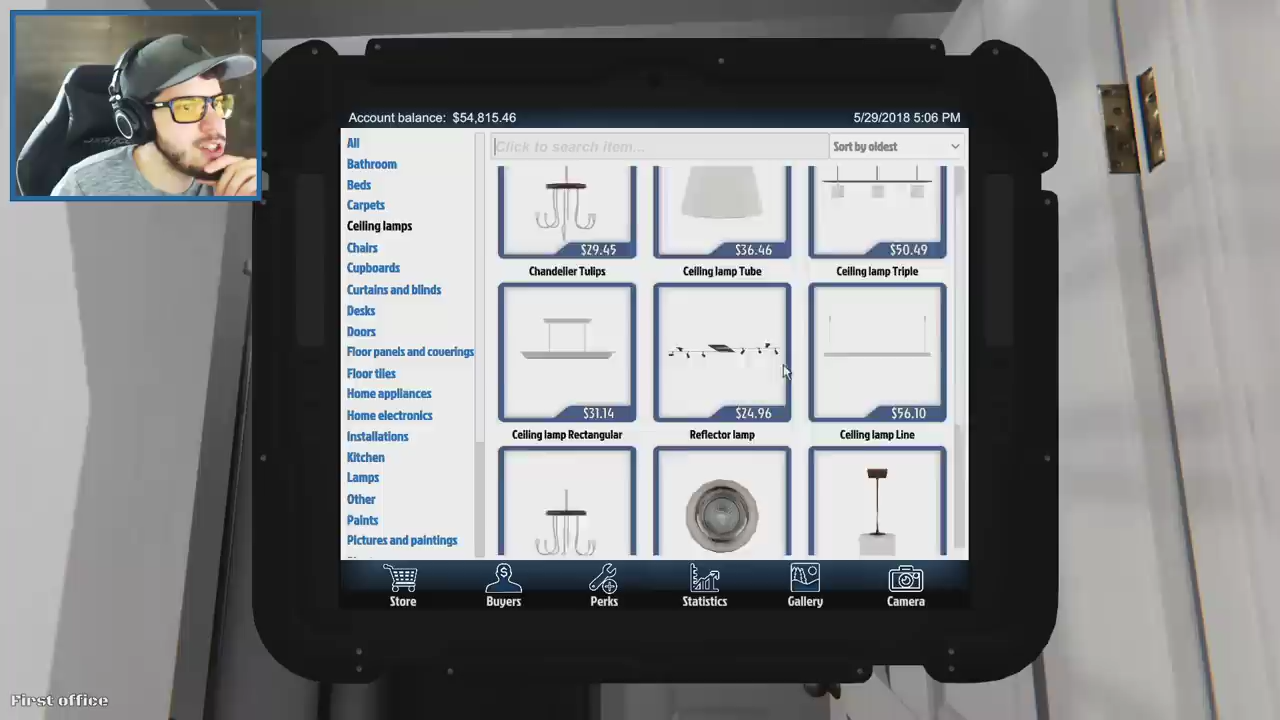 Account balance: $54,815.46
5/29/2018 5:06 PM
All
Bathroom
Beds
Carpets
Ceiling lamps
Chairs
Cupboards
Curtains and blinds
Desks
Doors
Floor panels and coverings
Floor tiles
Home appliances
Home electronics
Installations
Kitchen
Lamps
Other
Paints
Pictures and paintings
Click to search item...
Sort by oldest
$29.45
$36.46
$50.49
Chandelier Tulips
Ceiling lamp Tube
Ceiling lamp Triple
$31.14
$24.96
$56.10
Ceiling lamp Rectangular
Reflector lamp
Ceiling lamp Line
Store
Buyers
Perks
Statistics
Gallery
Camera
First office